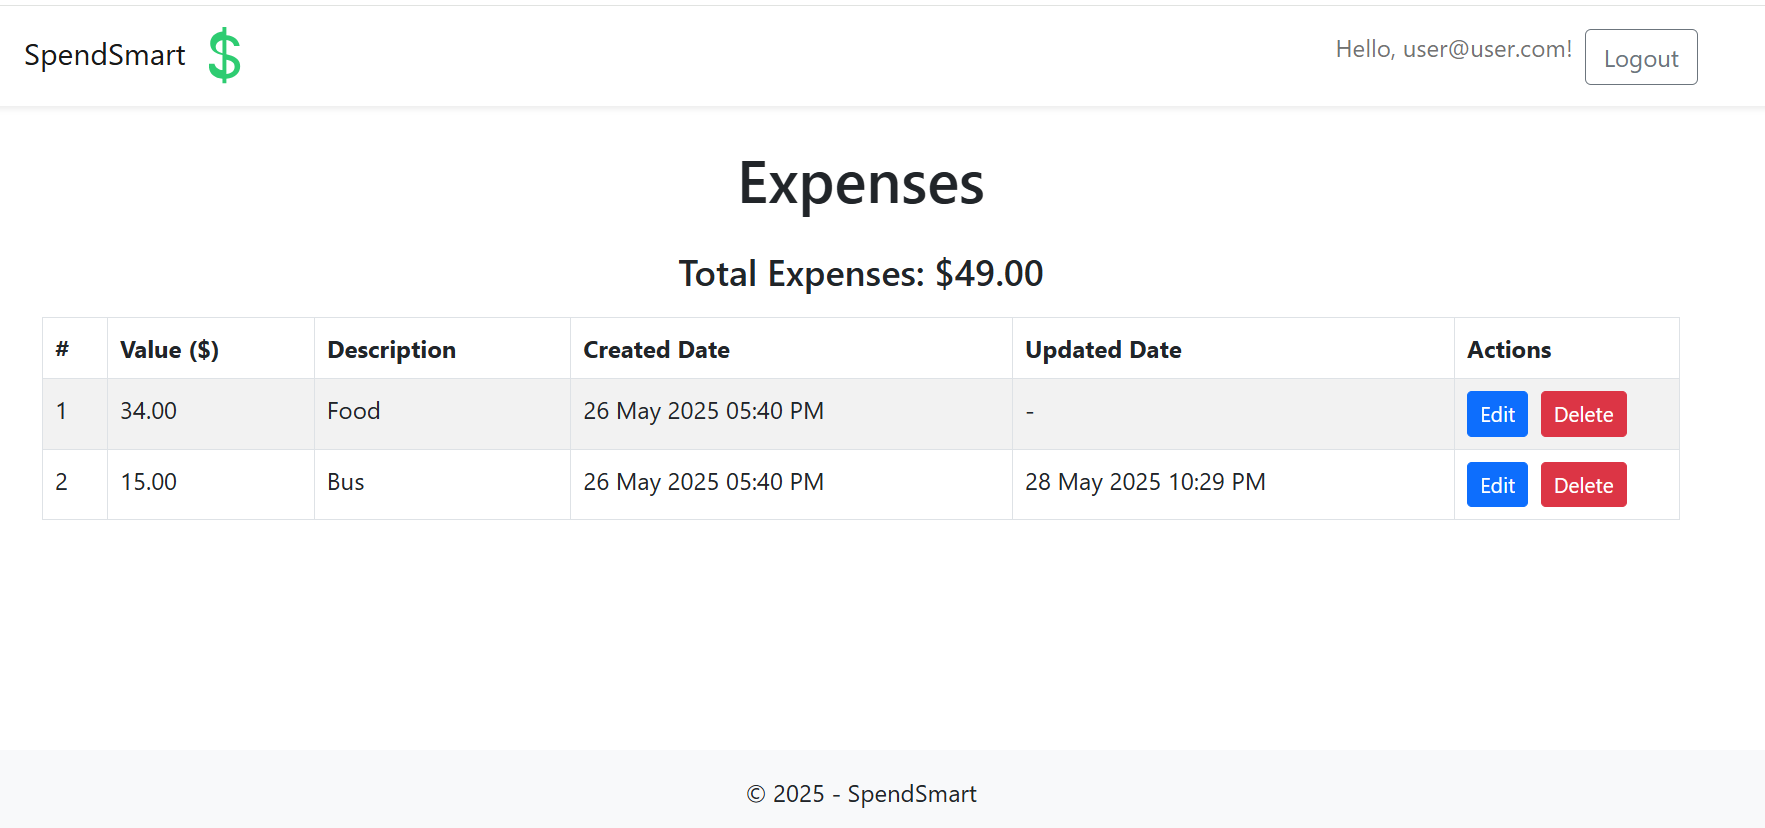 SpendSmart $
Hello, user@user.com! Logout
Expenses
Total Expenses: $49.00
# Value ($) Description Created Date Updated Date Actions
1 34.00 Food 26 May 2025 05:40 PM - Edit Delete
2 15.00 Bus 26 May 2025 05:40 PM 28 May 2025 10:29 PM Edit Delete
© 2025 - SpendSmart